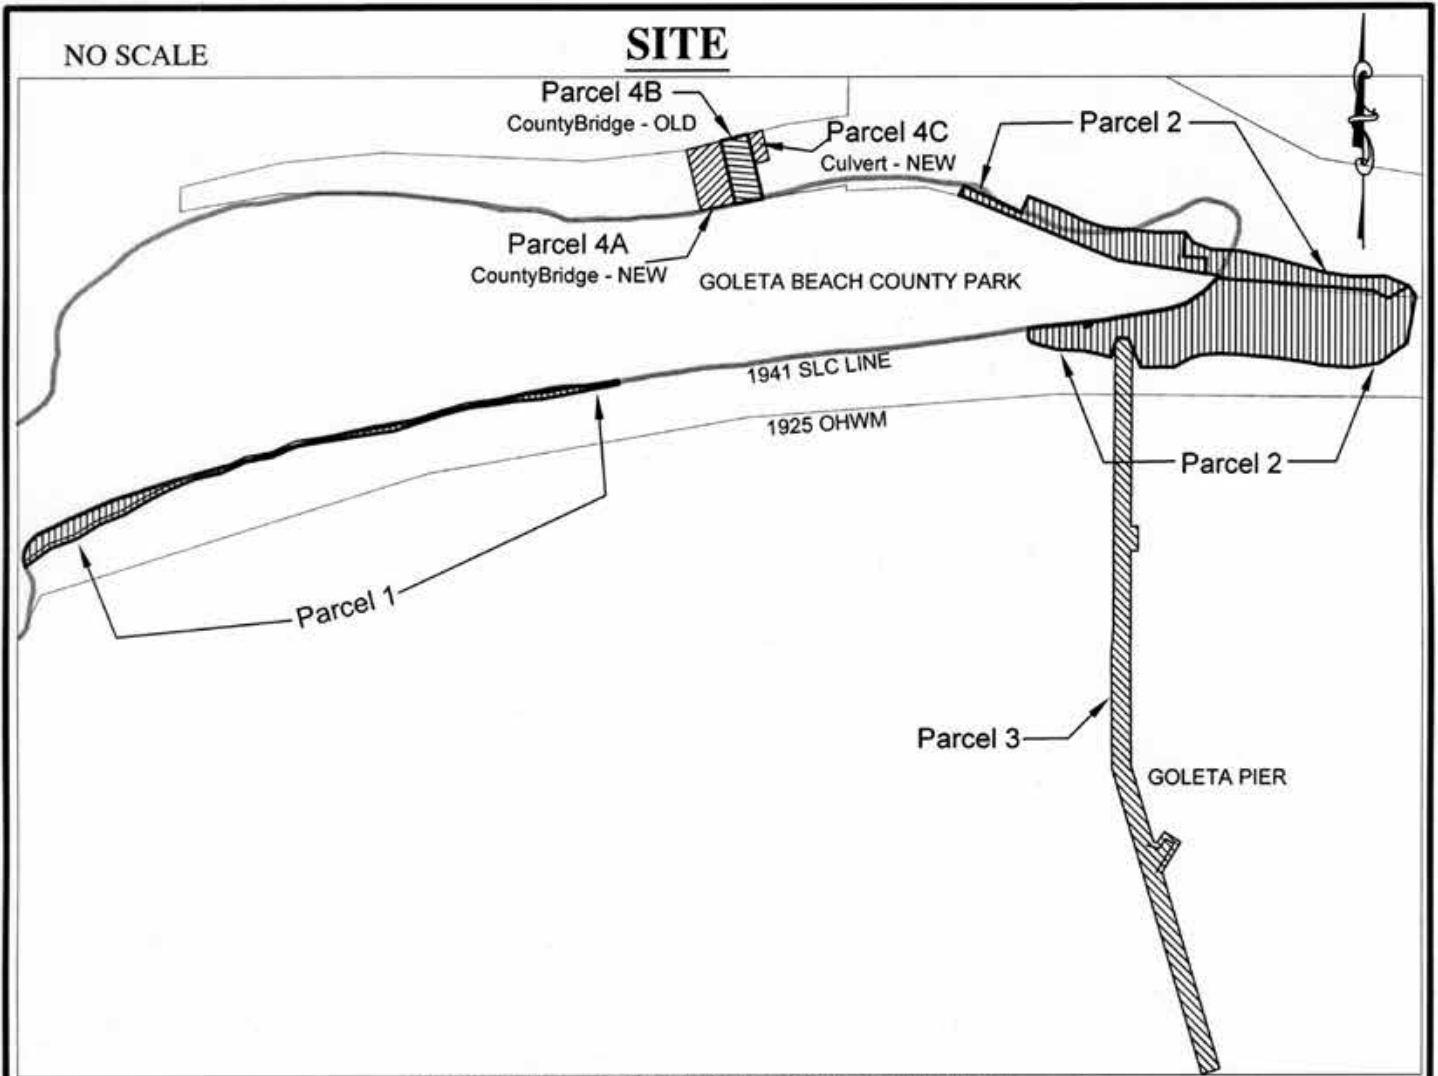 NO SCALE
SITE
Parcel 4B
CountyBridge - OLD
Parcel 4C
Culvert - NEW
Parcel 2
Parcel 4A
CountyBridge - NEW
GOLETA BEACH COUNTY PARK
1941 SLC LINE
1925 OHWM
Parcel 2
Parcel 1
Parcel 3
GOLETA PIER